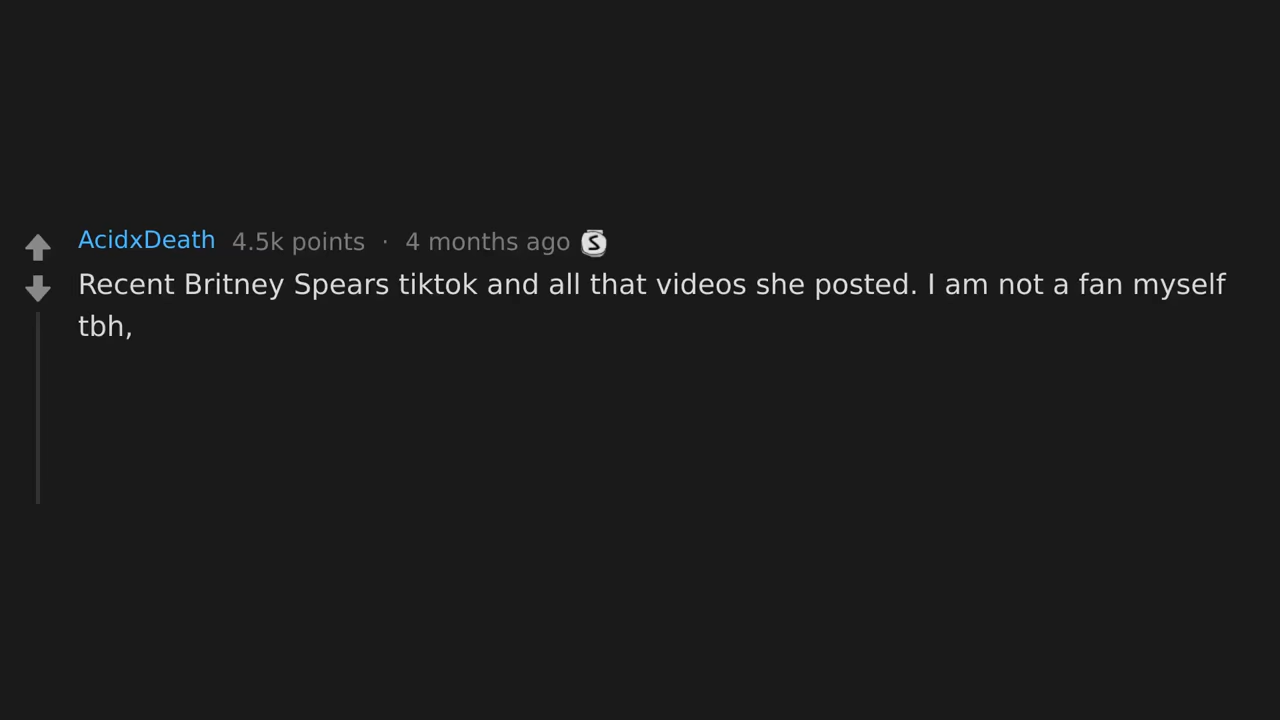 AcidxDeath 4.5k points · 4 months ago S
Recent Britney Spears tiktok and all that videos she posted. I am not a fan myself
tbh,